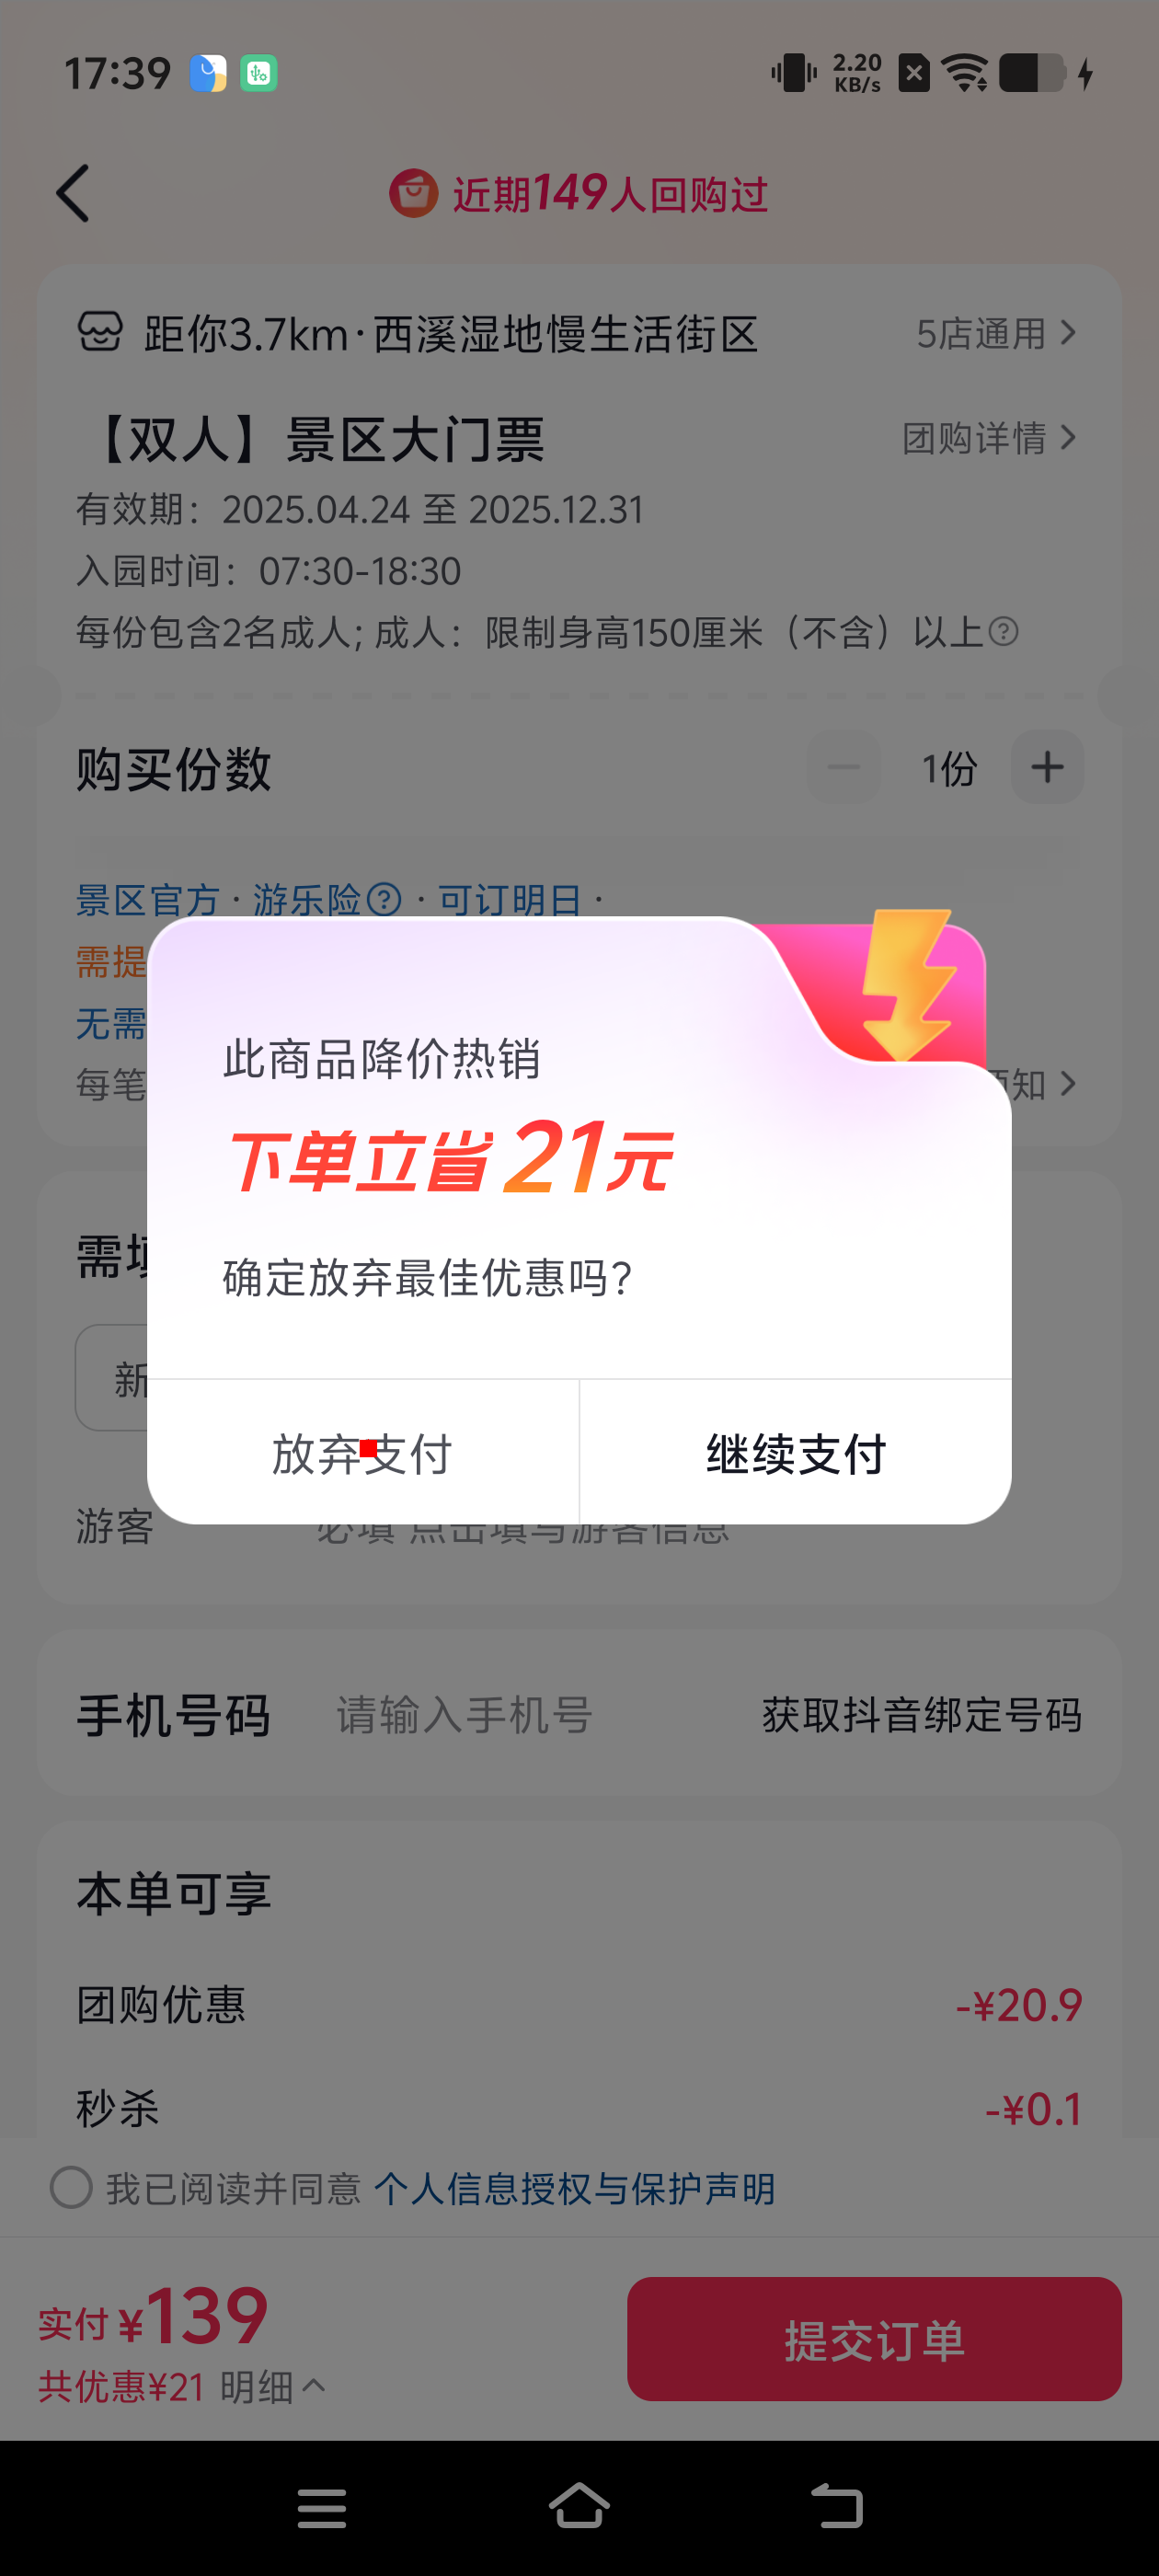 17:39
2.20
KB/s
近期149人回购过
距你3.7km·西溪湿地慢生活街区
5店通用
【双人】景区大门票
团购详情
有效期：2025.04.24 至 2025.12.31
入园时间：07:30-18:30
每份包含2名成人; 成人：限制身高150厘米（不含）以上
购买份数
1份
景区官方 · 游乐险 · 可订明日 ·
需提
无需
每笔
知
此商品降价热销
下单立省21元
确定放弃最佳优惠吗?
需填
新
放弃支付
继续支付
游客
必填 点击填写游客信息
手机号码
请输入手机号
获取抖音绑定号码
本单可享
团购优惠
-¥20.9
秒杀
-¥0.1
我已阅读并同意 个人信息授权与保护声明
实付 ¥139
共优惠¥21 明细
提交订单